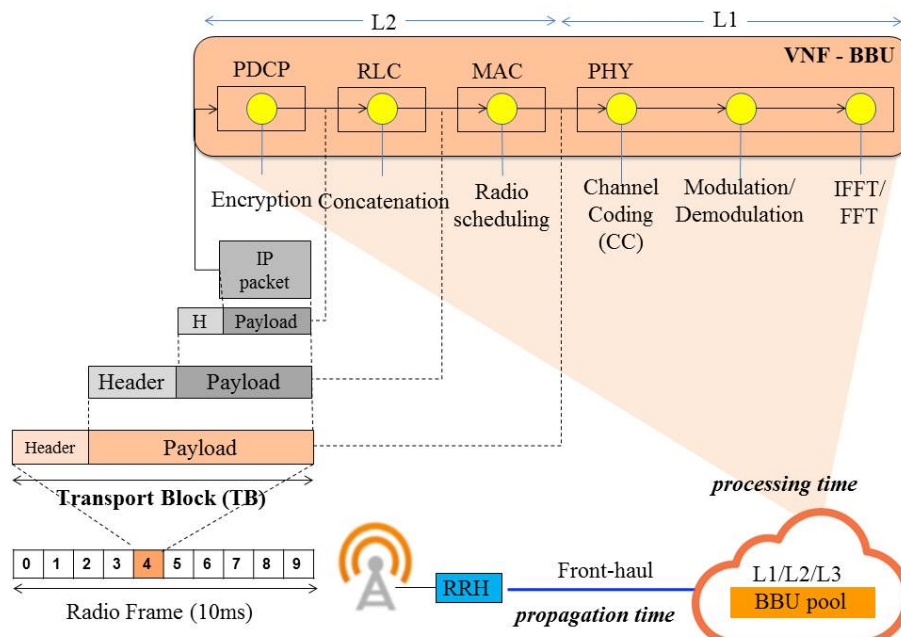 L2
L1
VNF - BBU
PDCP
RLC
MAC
PHY
Encryption
Concatenation
Radio
scheduling
Channel
Coding
(CC)
Modulation/
Demodulation
IFFT/
FFT
IP
packet
H
Payload
Header
Payload
Header
Payload
Transport Block (TB)
0 1 2 3 4 5 6 7 8 9
Radio Frame (10ms)
RRH
Front-haul
propagation time
processing time
L1/L2/L3
BBU pool